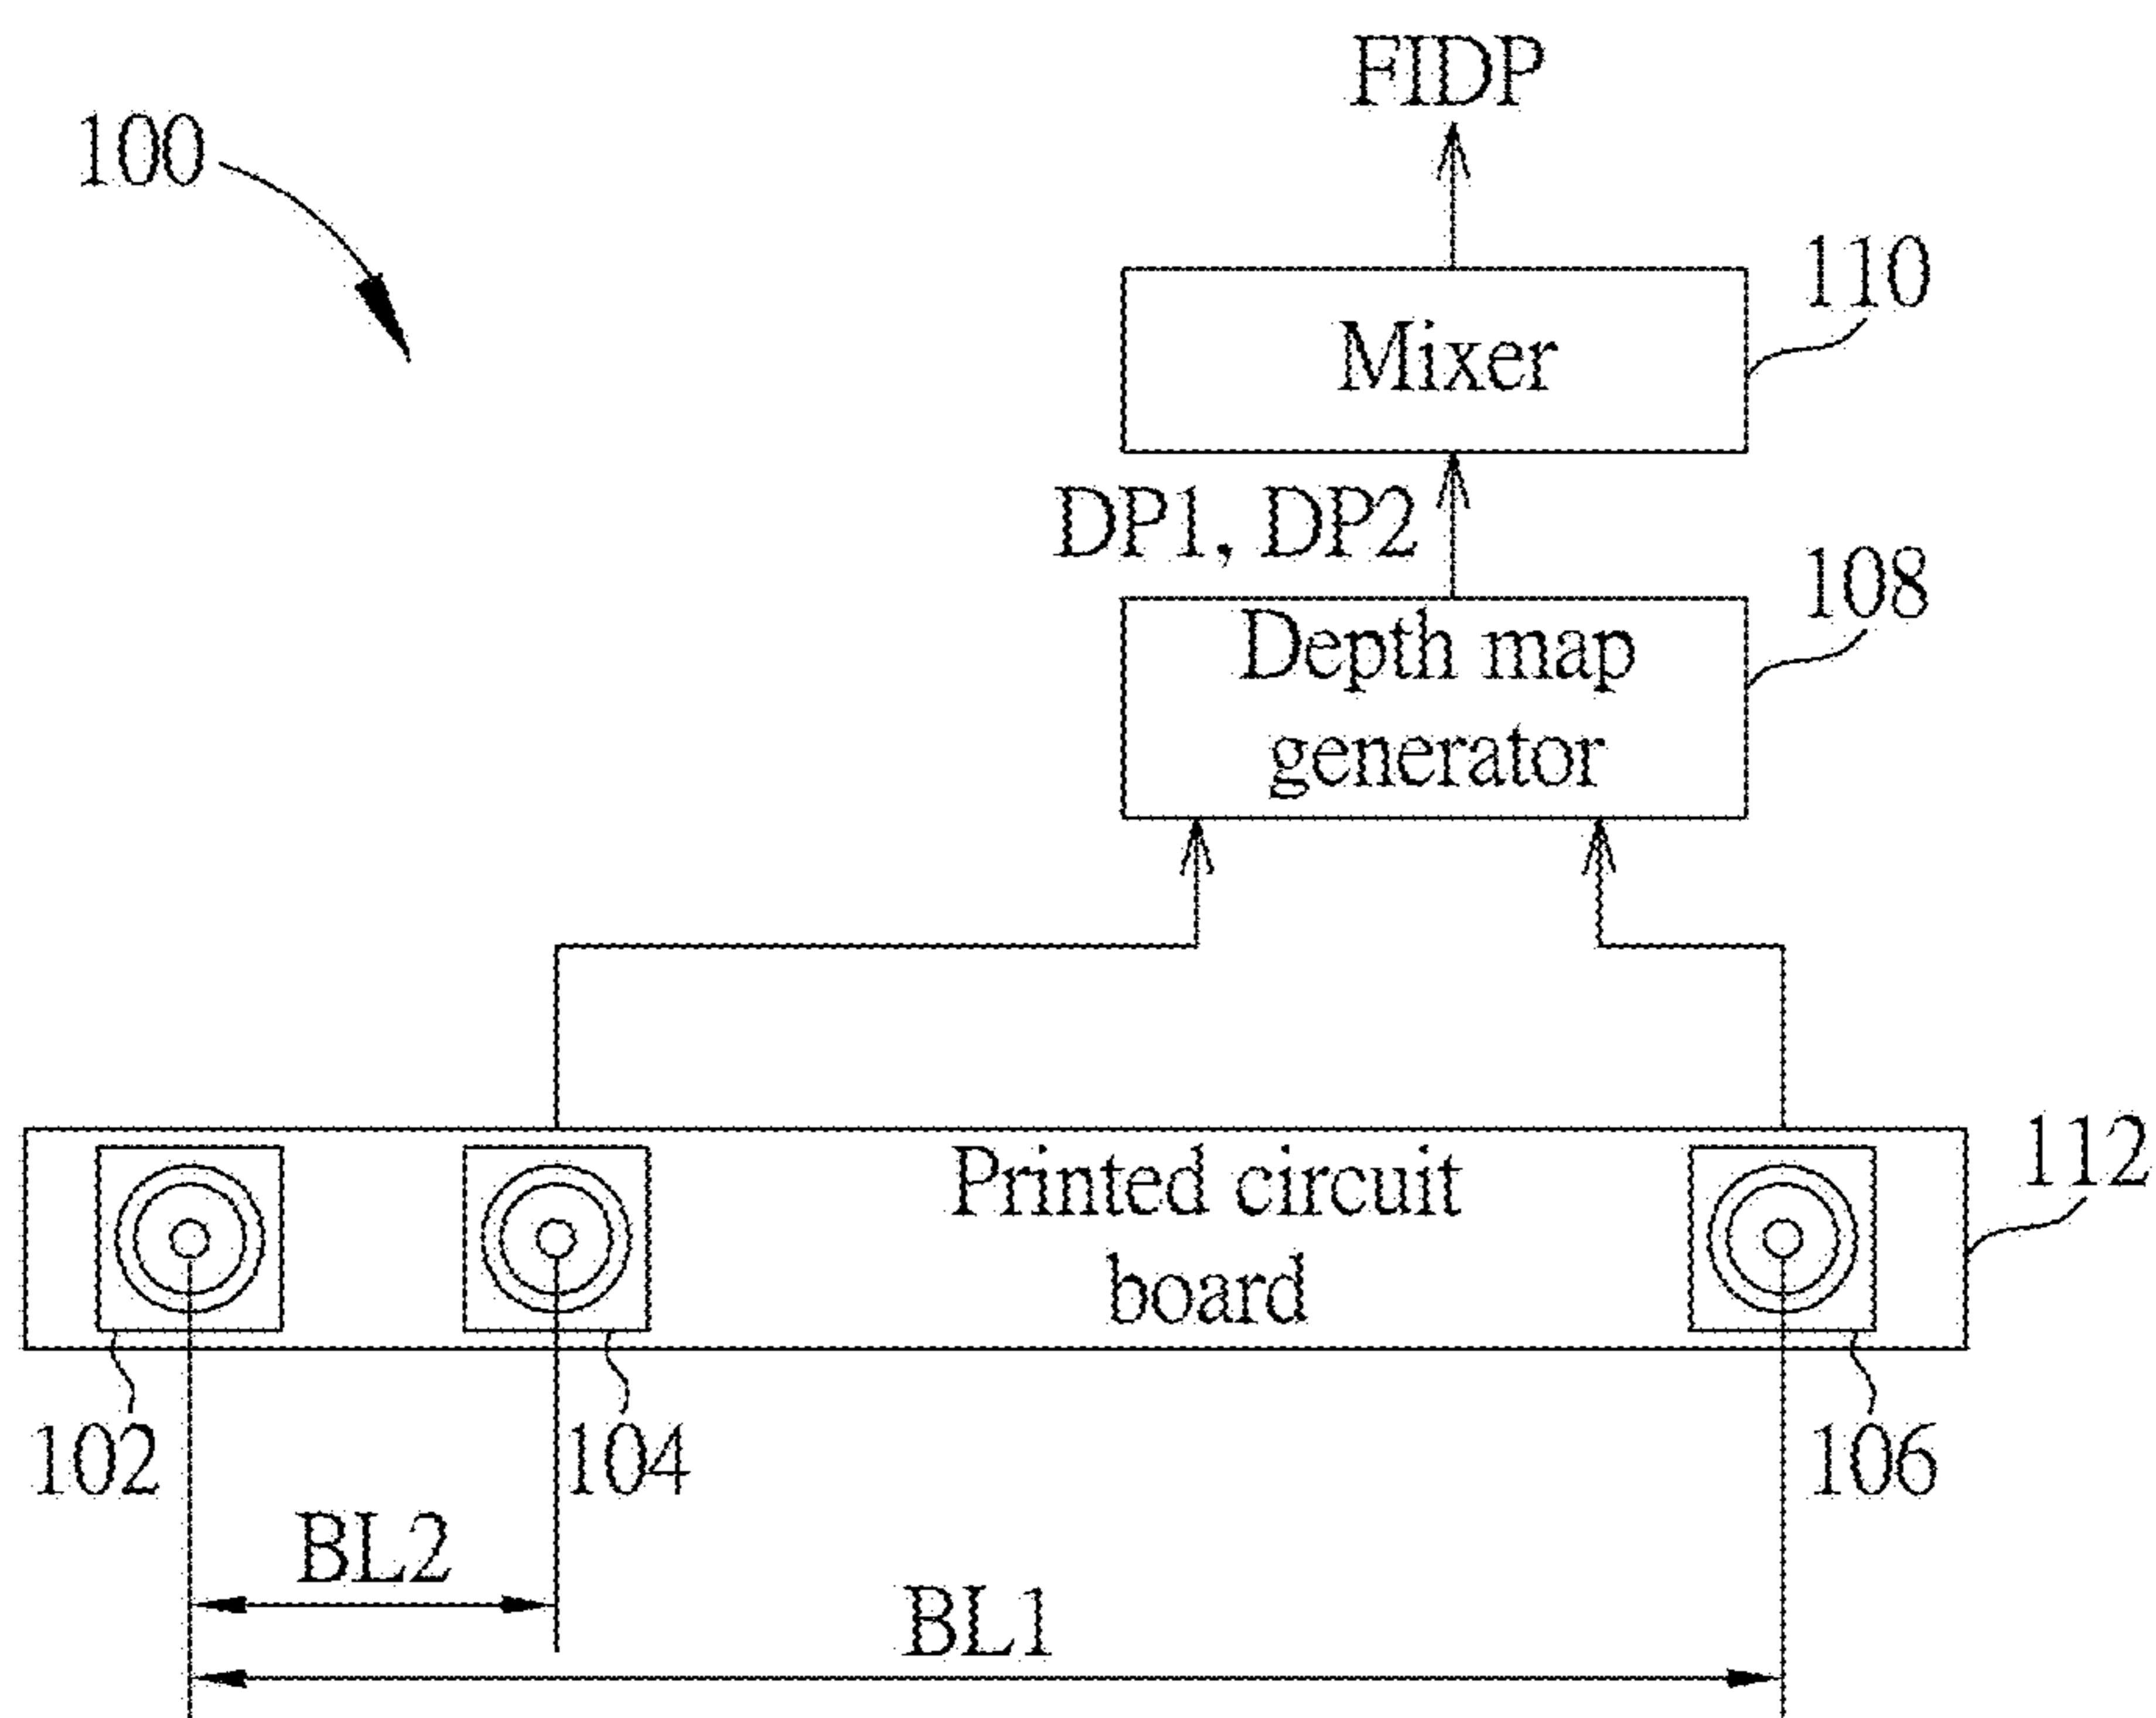 FIDP
100
110
Mixer
DP1, DP2
108
Depth map
generator
112
Printed circuit
board
102
104
106
BL2
BL1